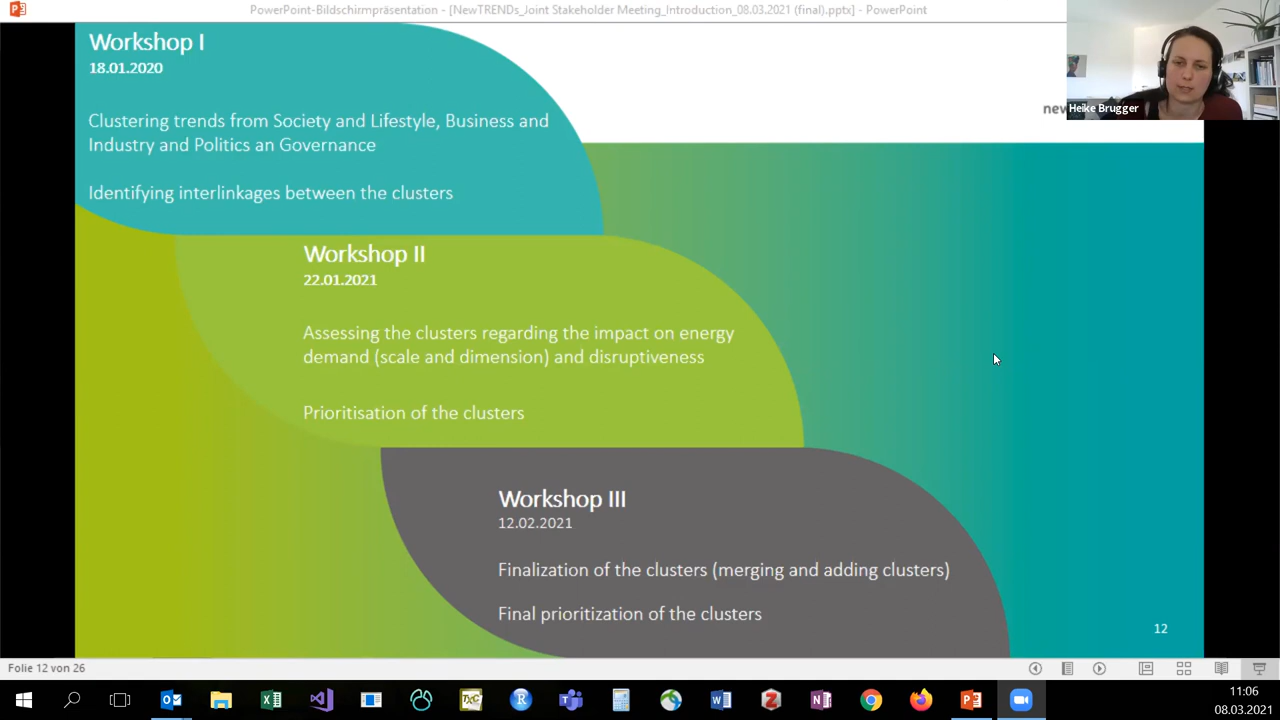 PowerPoint-Bildschirmpräsentation - [NewTRENDs_Joint Stakeholder Meeting_Introduction_08.03.2021 (final).pptx] - PowerPoint
Workshop I
18.01.2020
Clustering trends from Society and Lifestyle, Business and
Industry and Politics an Governance
Identifying interlinkages between the clusters
new
Heike Brugger
Workshop II
22.01.2021
Assessing the clusters regarding the impact on energy
demand (scale and dimension) and disruptiveness
Prioritisation of the clusters
Workshop III
12.02.2021
Finalization of the clusters (merging and adding clusters)
Final prioritization of the clusters
12
Folie 12 von 26
11:06
08.03.2021